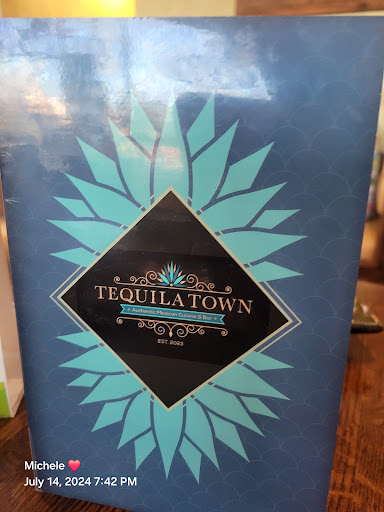 TEQUILA TOWN
Authentic Mexican Cuisine & Bar
EST. 2023
Michele ❤️
July 14, 2024 7:42 PM